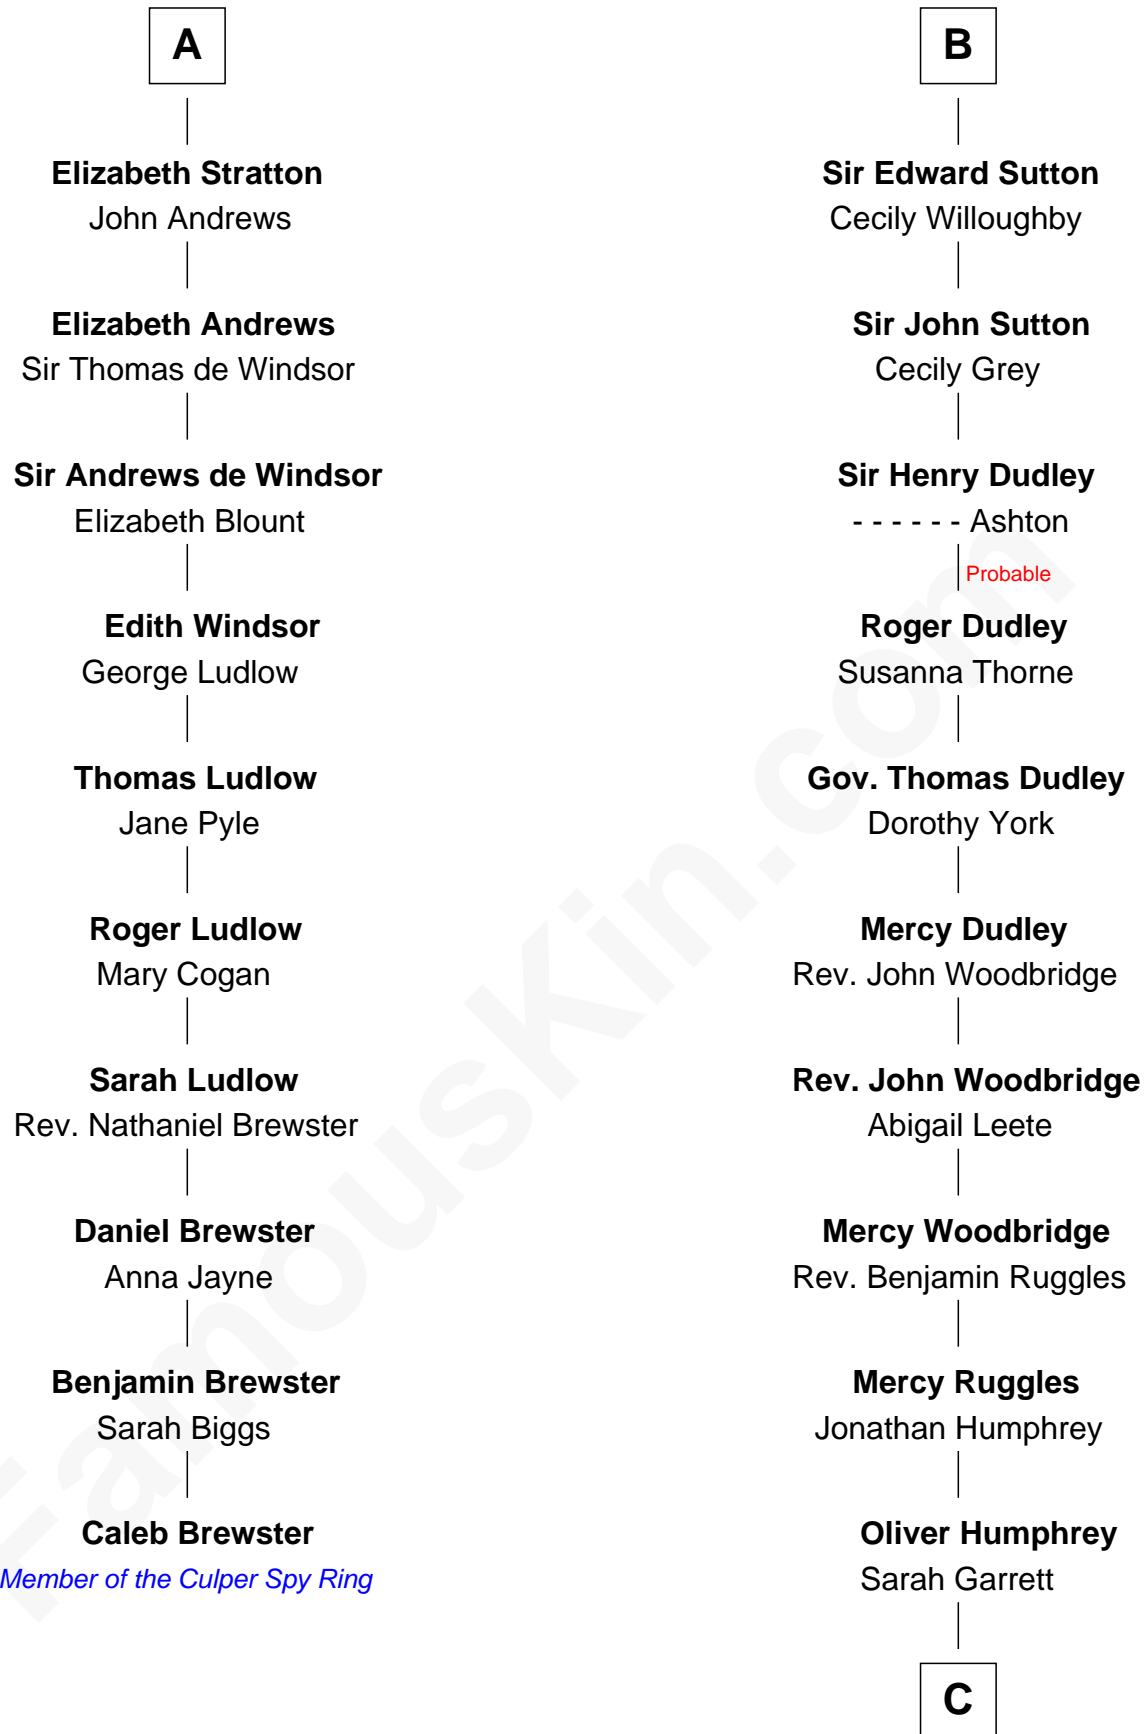 A
Elizabeth Stratton
John Andrews
Elizabeth Andrews
Sir Thomas de Windsor
Sir Andrews de Windsor
Elizabeth Blount
Edith Windsor
George Ludlow
Thomas Ludlow
Jane Pyle
Roger Ludlow
Mary Cogan
Sarah Ludlow
Rev. Nathaniel Brewster
Daniel Brewster
Anna Jayne
Benjamin Brewster
Sarah Biggs
Caleb Brewster
Member of the Culper Spy Ring
B
Sir Edward Sutton
Cecily Willoughby
Sir John Sutton
Cecily Grey
Sir Henry Dudley
- - - - - - Ashton
Probable
Roger Dudley
Susanna Thorne
Gov. Thomas Dudley
Dorothy York
Mercy Dudley
Rev. John Woodbridge
Rev. John Woodbridge
Abigail Leete
Mercy Woodbridge
Rev. Benjamin Ruggles
Mercy Ruggles
Jonathan Humphrey
Oliver Humphrey
Sarah Garrett
C
FamousKin.com